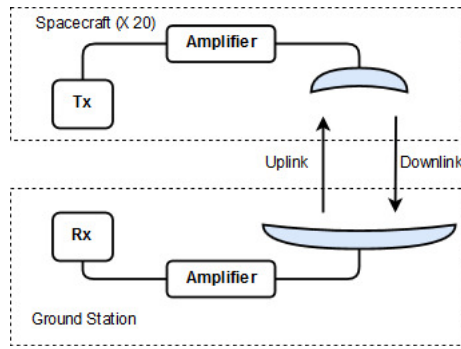 Spacecraft (X 20)
Amplifier
Tx
Uplink
Downlink
Rx
Amplifier
Ground Station